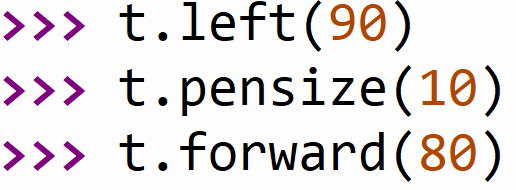 >>> t.left(90)
>>> t.pensize(10)
>>> t.forward(80)